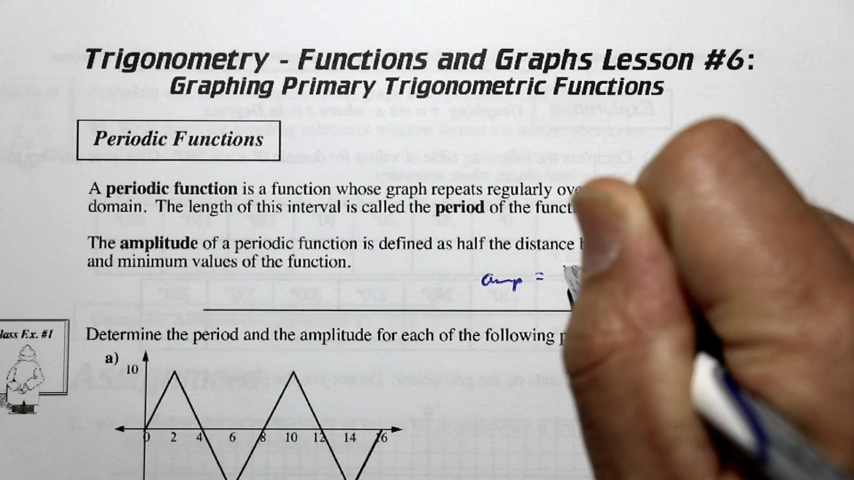 Trigonometry - Functions and Graphs Lesson #6:
Graphing Primary Trigonometric Functions
Periodic Functions
A periodic function is a function whose graph repeats regularly
domain. The length of this interval is called the period of the
The amplitude of a periodic function is defined as half the distance
and minimum values of the function.
amp =
Ex. #1
Determine the period and the amplitude for each of the following
a)
10
0 2 4 6 8 10 12 14 16